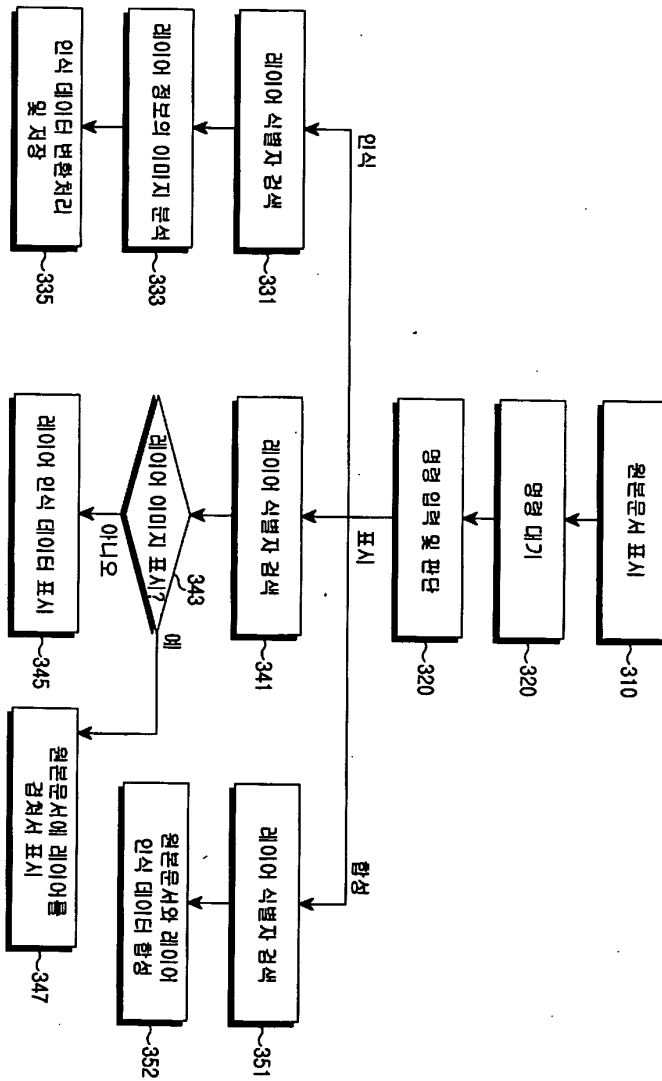 원본문서 표시
310
명령 대기
320
명령 입력 및 판단
320
인식
표시
합성
레이어 식별자 검색
331
레이어 정보의 이미지 분석
333
인식 데이터 변환처리
및 저장
335
레이어 식별자 검색
341
레이어 이미지 표시?
343
예
아니오
레이어 인식 데이터 표시
345
원본문서에 레이어를
겹쳐서 표시
347
레이어 식별자 검색
351
원본문서와 레이어
인식 데이터 합성
352